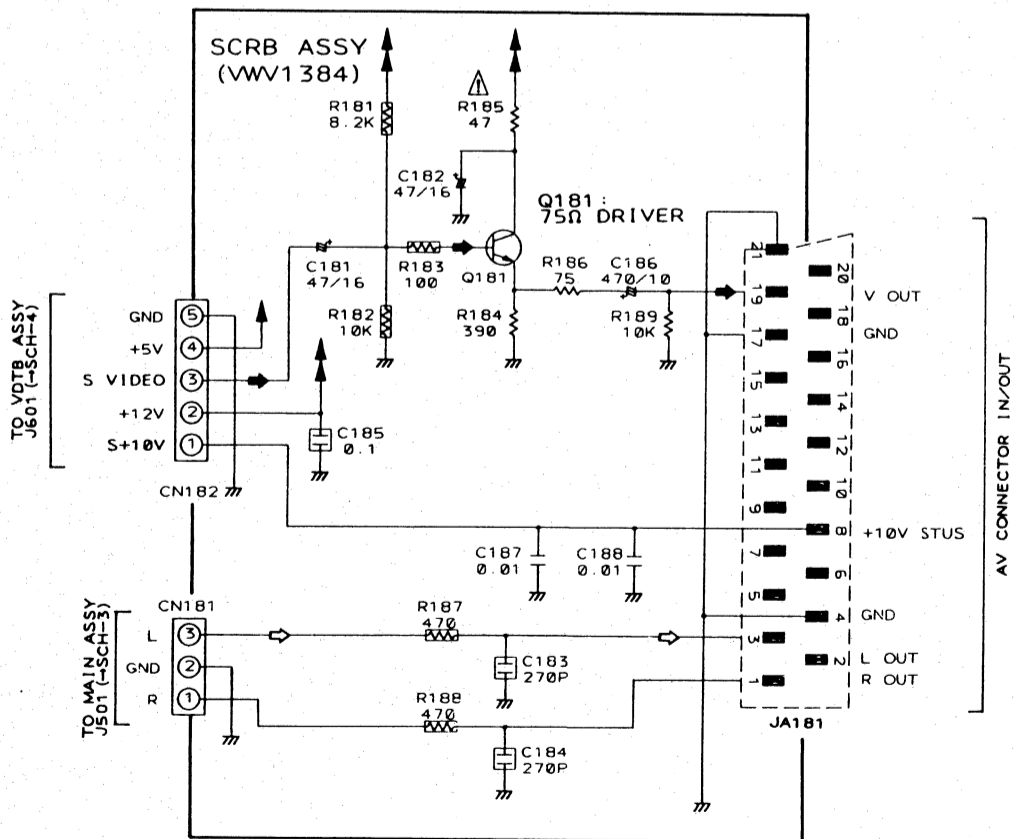 SCRB ASSY
(VWV1384)
R181
8.2K
R185
47
C182
47/16
Q181 :
75Ω DRIVER
C181
47/16
R183
100
Q181
R186
75
C186
470/10
R182
10K
R184
390
R189
10K
TO VDTB ASSY
J601 (→SCH-4)
GND
5
+5V
4
S VIDEO
3
+12V
2
S+10V
1
CN182
C185
0.1
C187
0.01
C188
0.01
TO MAIN ASSY
J501 (→SCH-3)
CN181
L
3
GND
2
R
1
R187
470
C183
270P
R188
470
C184
270P
21
20
19
V OUT
18
17
GND
16
15
14
13
12
11
10
9
8
+10V STUS
7
6
5
4
GND
3
2
L OUT
1
R OUT
JA181
AV CONNECTOR IN/OUT